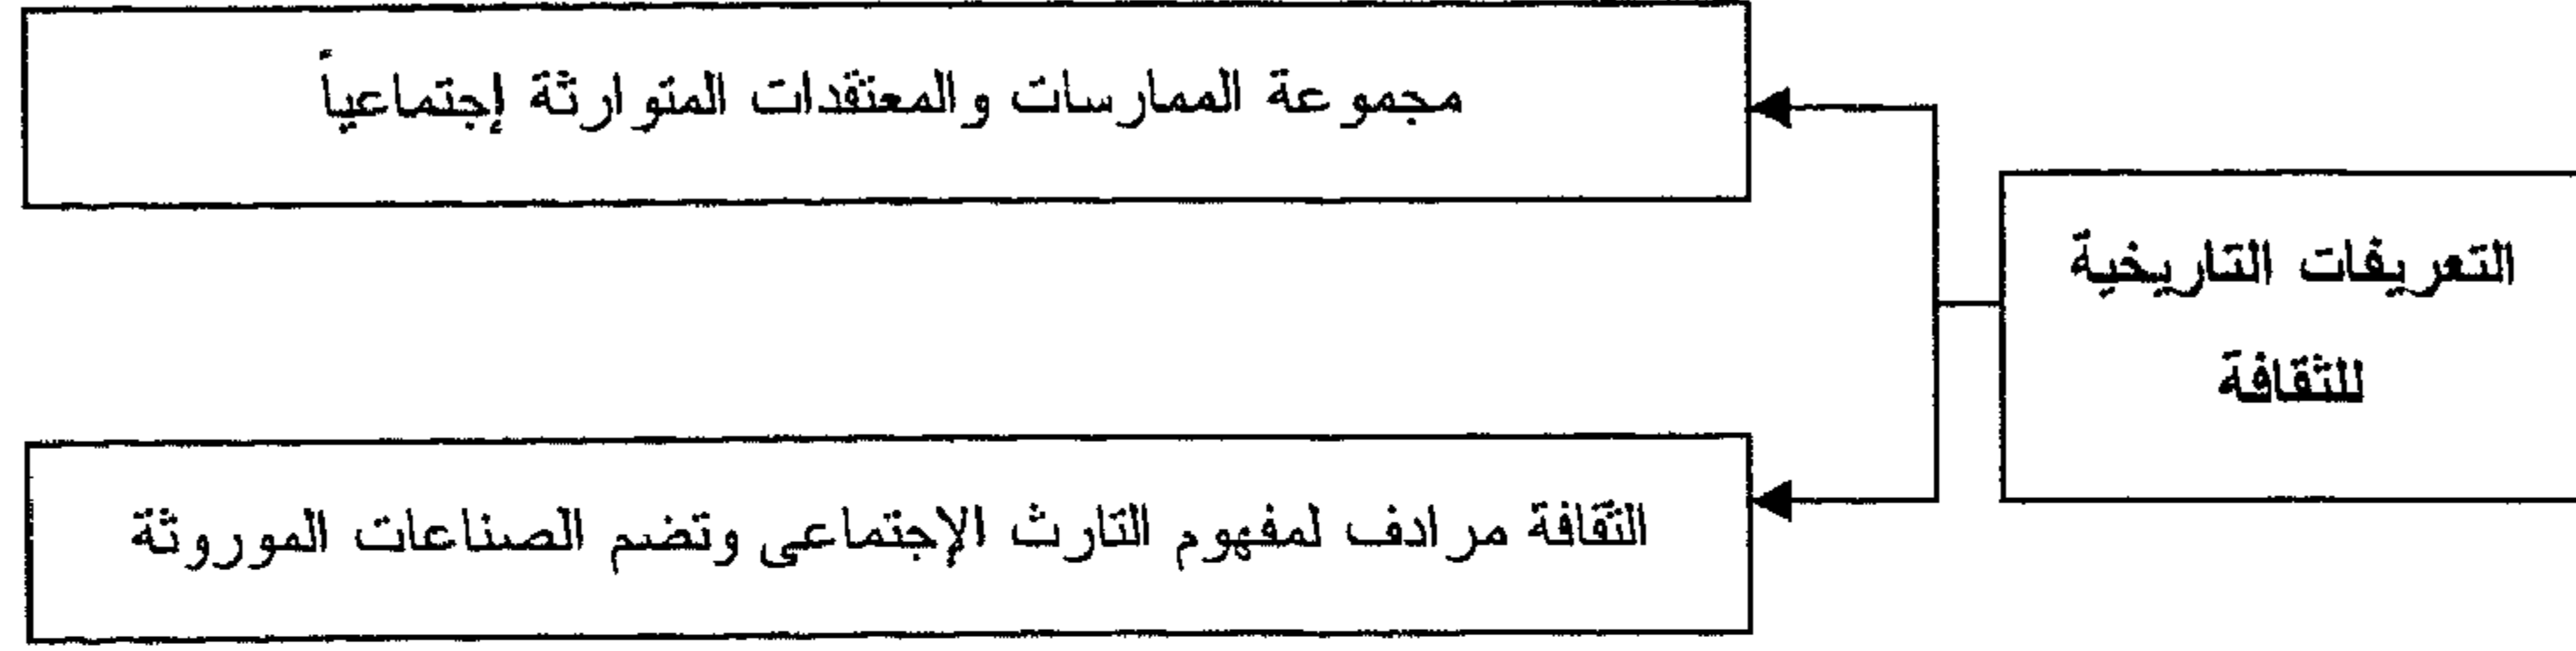 التعريفات التاريخية
للثقافة
مجموعة الممارسات والمعتقدات المتوارثة إجتماعياً
الثقافة مرادف لمفهوم التارث الإجتماعى وتضم الصناعات الموروثة